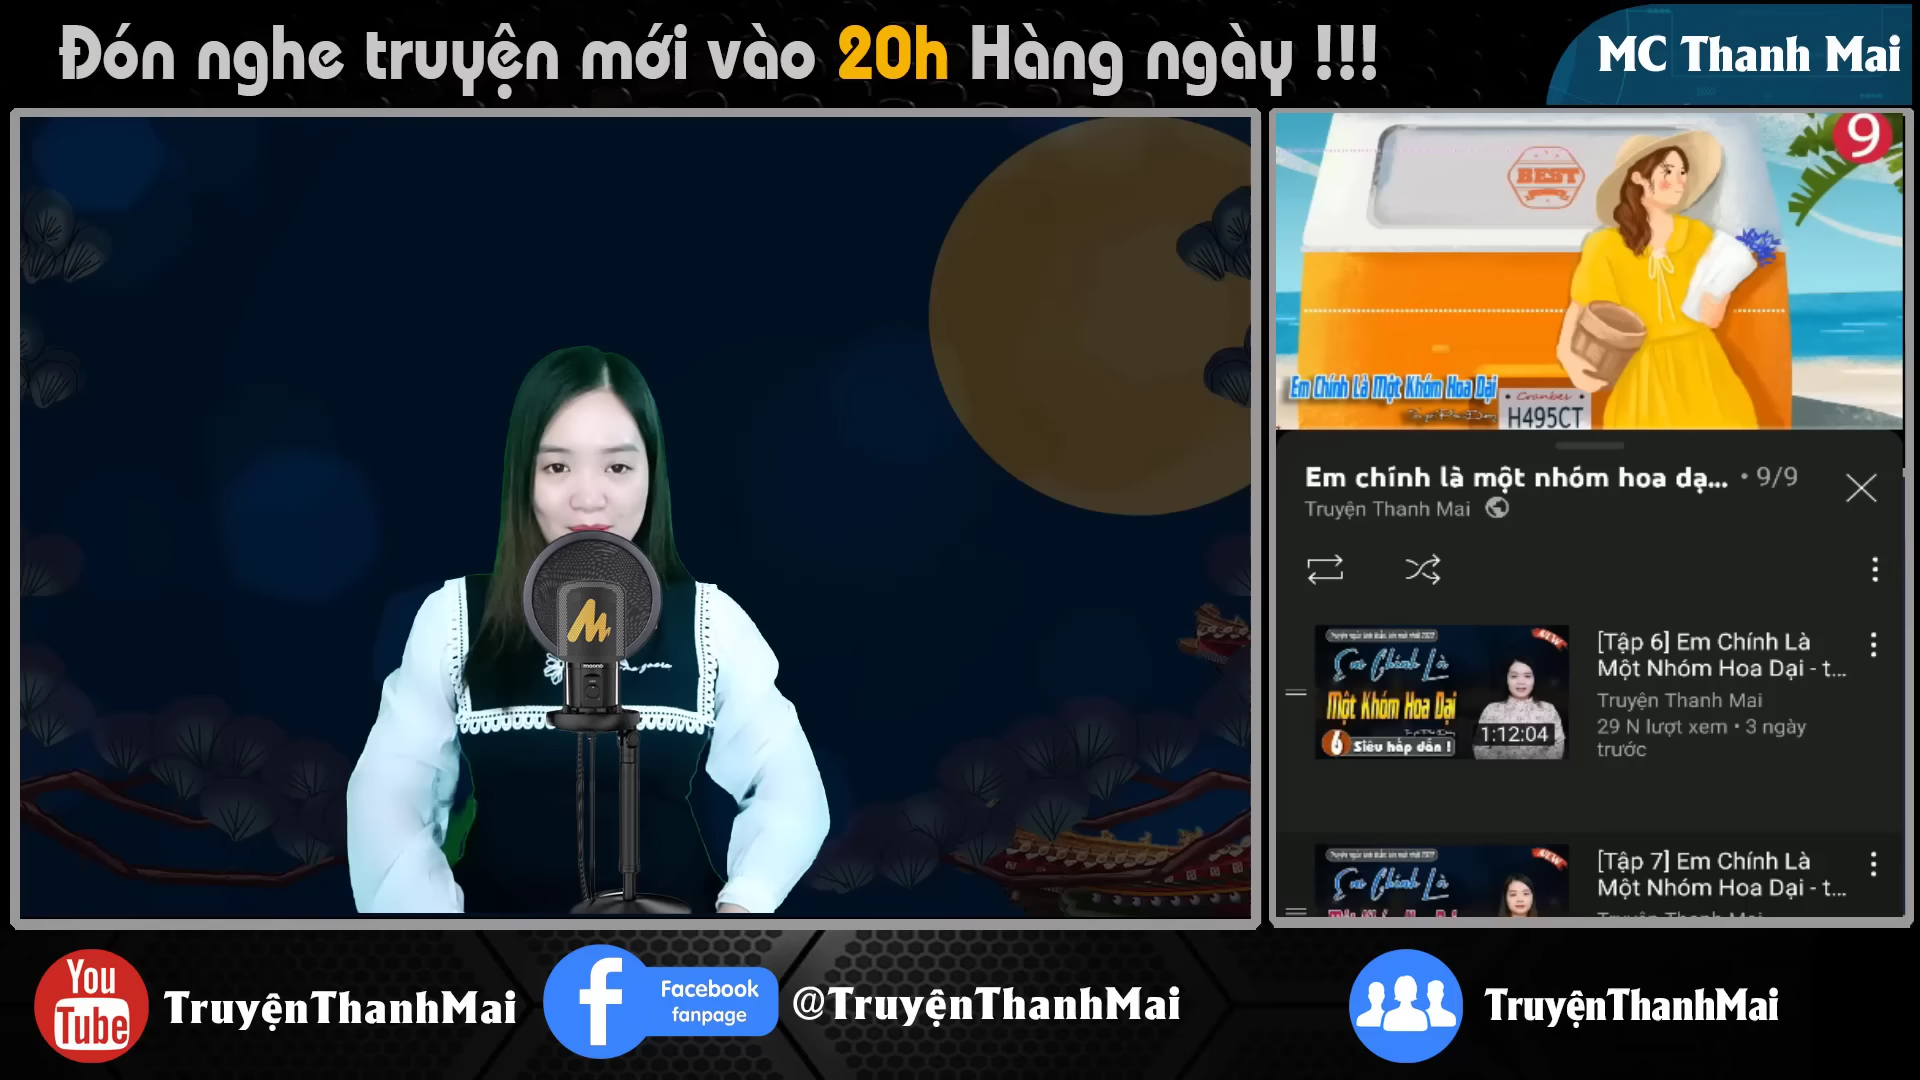 Đón nghe truyện mới vào 20h Hàng ngày !!!
MC Thanh Mai
9
BEST
Em Chính Là Một Khóm Hoa Dại
H495CT
Em chính là một nhóm hoa dạ... • 9/9
Truyện Thanh Mai
Em Chính Là
Một Khóm Hoa Dại
6 Siêu hấp dẫn !
NEW
1:12:04
[Tập 6] Em Chính Là
Một Nhóm Hoa Dại - t...
Truyện Thanh Mai
29 N lượt xem • 3 ngày
trước
Em Chính Là
NEW
[Tập 7] Em Chính Là
Một Nhóm Hoa Dại - t...
maono
You
Tube
TruyệnThanhMai
f
Facebook
fanpage
@TruyệnThanhMai
TruyệnThanhMai